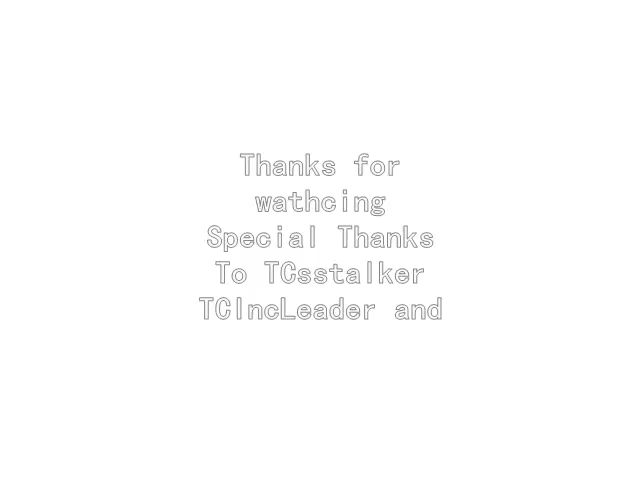 Thanks for
wathcing
Special Thanks
To TCsstalker
TCIncLeader and